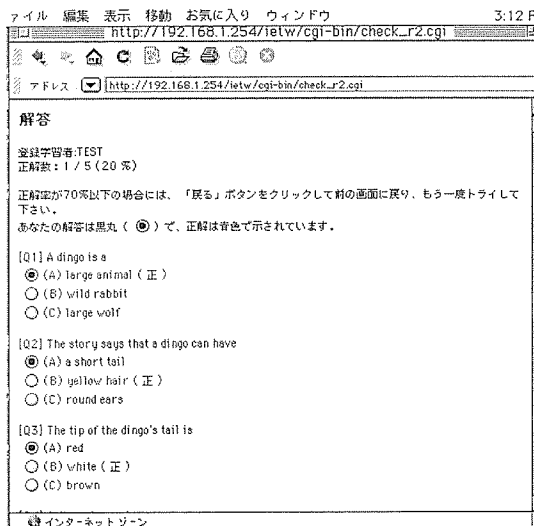 ァイル 編集 表示 移動 お気に入り ウィンドウ 3:12 F
http://192.168.1.254/ietw/cgi-bin/check_r2.cgi
アドレス http://192.168.1.254/ietw/cgi-bin/check_r2.cgi
解答
登録学習者:TEST
正解数: 1 / 5 (20 %)
正解率が70%以下の場合には、「戻る」ボタンをクリックして前の画面に戻り、もう一度トライして
下さい。
あなたの解答は黒丸( )で、正解は青色で示されています。
[Q1] A dingo is a
(A) large animal ( 正 )
(B) wild rabbit
(C) large wolf
[Q2] The story says that a dingo can have
(A) a short tail
(B) yellow hair ( 正 )
(C) round ears
[Q3] The tip of the dingo's tail is
(A) red
(B) white ( 正 )
(C) brown
インターネット ゾーン